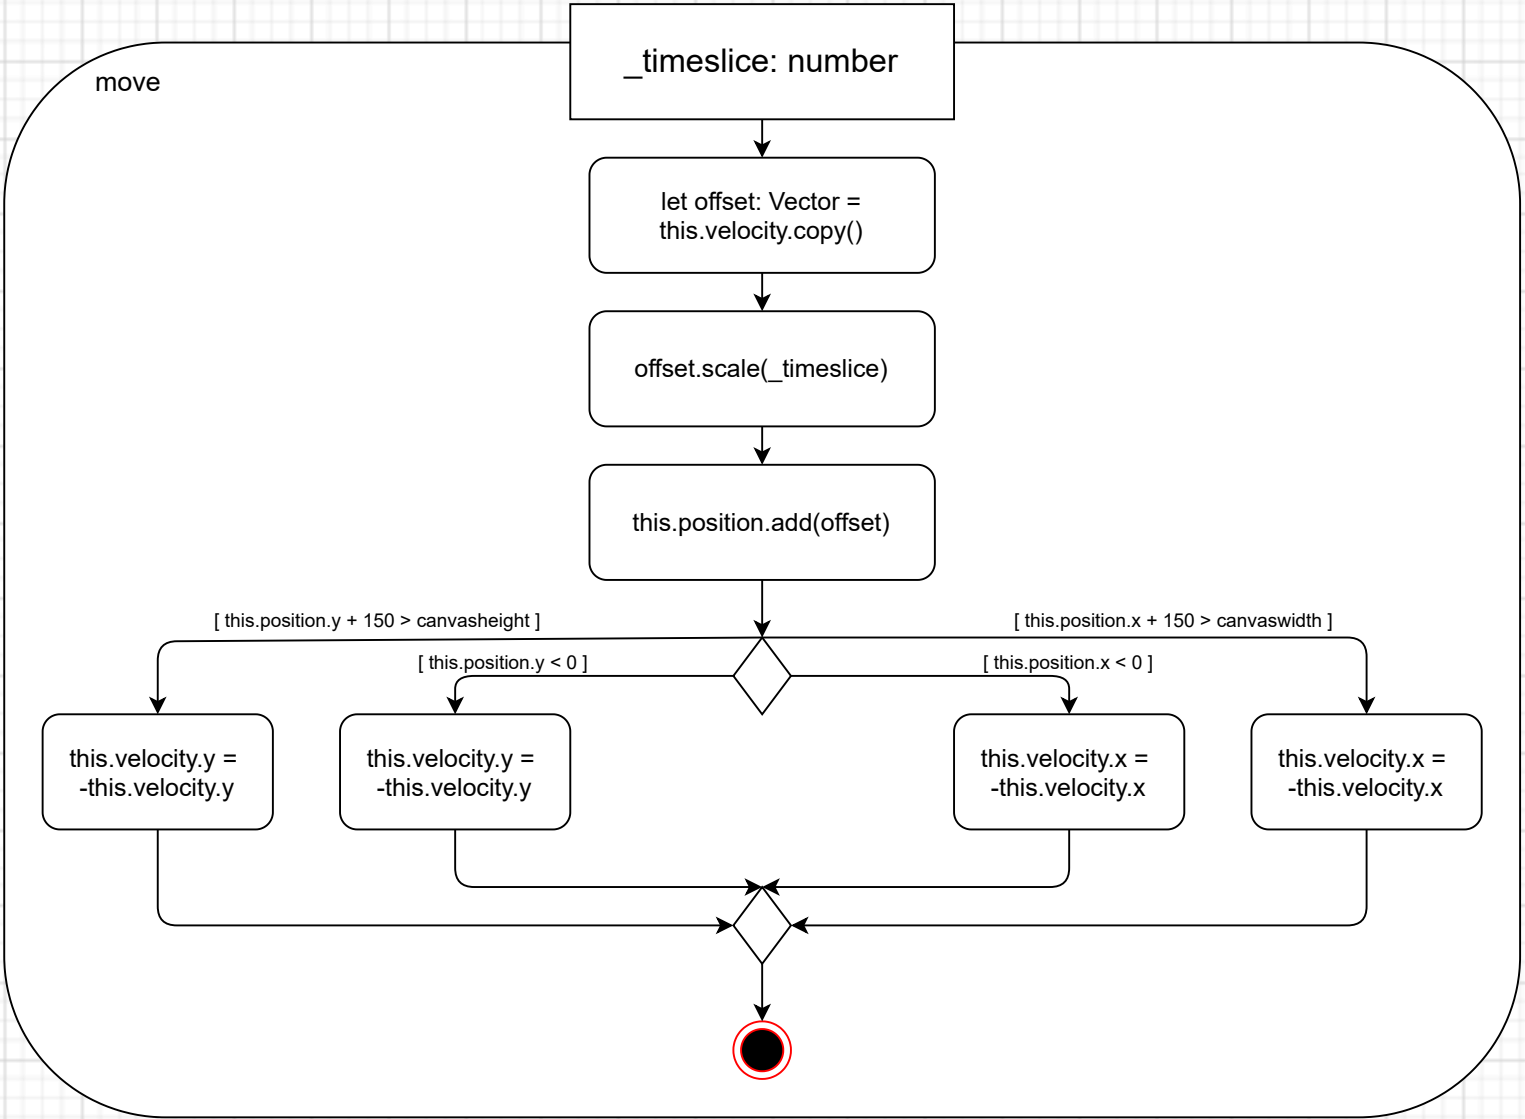 _timeslice: number
move
let offset: Vector =
this.velocity.copy()
offset.scale(_timeslice)
this.position.add(offset)
[ this.position.y + 150 > canvasheight ]
[ this.position.x + 150 > canvaswidth ]
[ this.position.y < 0 ]
[ this.position.x < 0 ]
this.velocity.y =
-this.velocity.y
this.velocity.y =
-this.velocity.y
this.velocity.x =
-this.velocity.x
this.velocity.x =
-this.velocity.x